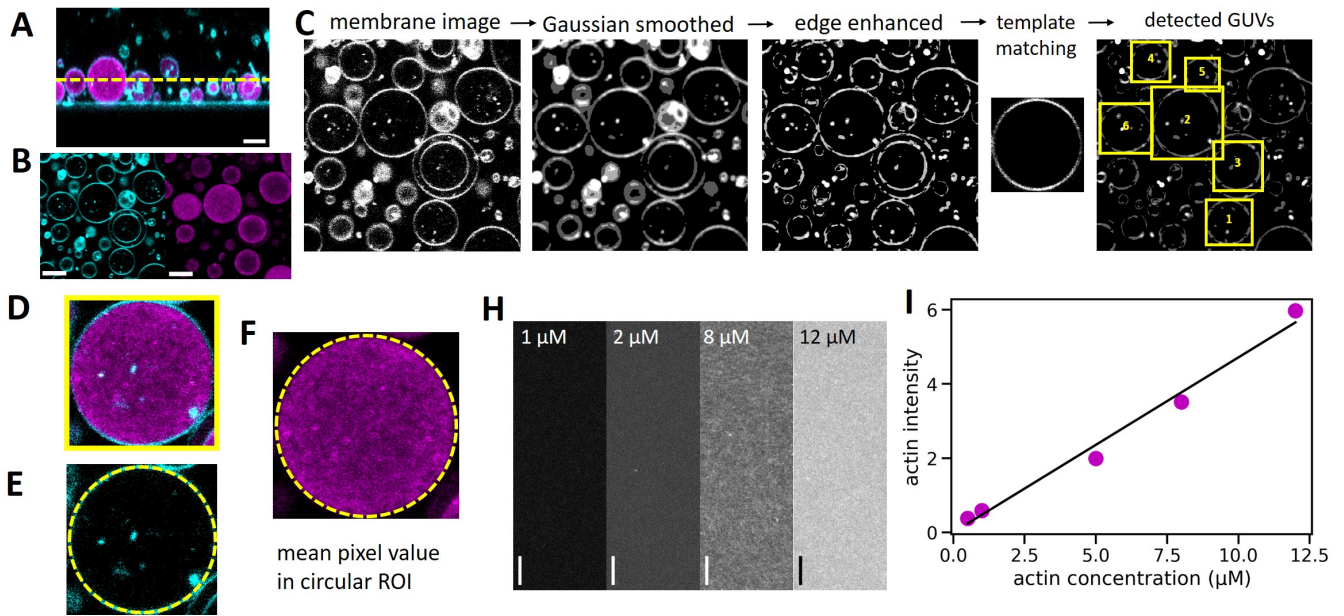 A
B
C
membrane image → Gaussian smoothed → edge enhanced → template matching → detected GUVs
4
5
6
2
3
1
D
E
F
mean pixel value
in circular ROI
H
1 µM
2 µM
8 µM
12 µM
I
actin intensity
6
4
2
0
0.0
2.5
5.0
7.5
10.0
12.5
actin concentration (µM)